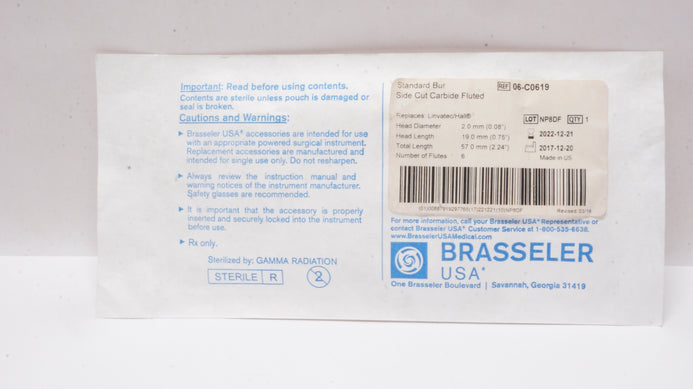 Important: Read before using contents.
Contents are sterile unless pouch is damaged or
seal is broken.
Cautions and Warnings:
► Brasseler USA® accessories are intended for use
with an appropriate powered surgical instrument.
Replacement accessories are manufactured and
intended for single use only. Do not resharpen.
► Always review the instruction manual and
warning notices of the instrument manufacturer.
Safety glasses are recommended.
► It is important that the accessory is properly
inserted and securely locked into the instrument
before use.
► Rx only.
Sterilized by: GAMMA RADIATION
STERILE R 2
Standard Bur REF 06-C0619
Side Cut Carbide Fluted
Replaces: Linvatec/Hall® LOT NP8DF QTY 1
Head Diameter 2.0 mm (0.08") 2022-12-21
Head Length 19.0 mm (0.75")
Total Length 57.0 mm (2.24") 2017-12-20
Number of Flutes 6 Made in US
Revised 03/16
For more information, call your Brasseler USA® Representative or
contact Brasseler USA® Customer Service at 1-800-535-6638.
www.BrasselerUSAMedical.com
BRASSELER
USA®
One Brasseler Boulevard | Savannah, Georgia 31419